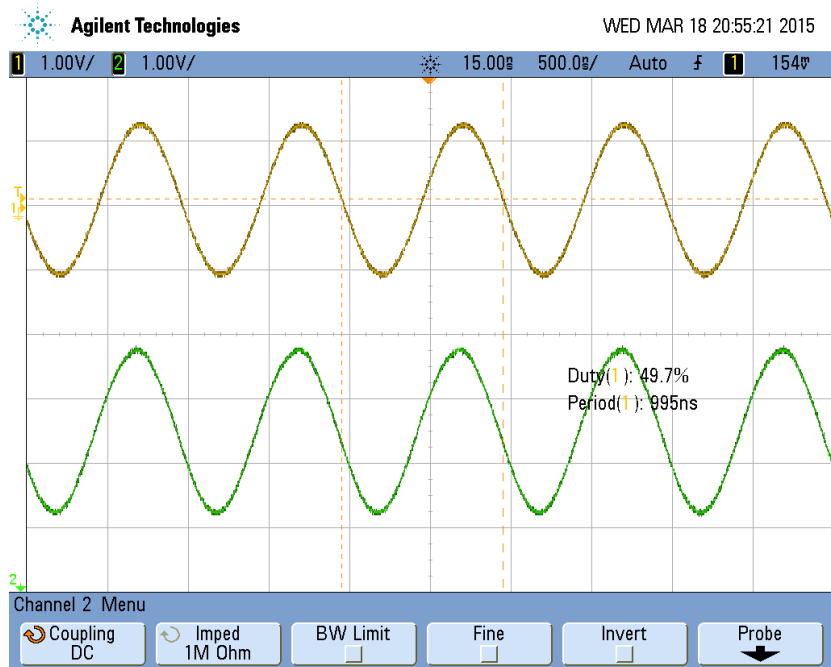 Agilent Technologies WED MAR 18 20:55:21 2015
1 1.00V/ 2 1.00V/ 15.00s 500.0s/ Auto 1 154
T
1
Duty(1): 49.7%
Period(1): 995ns
2
Channel 2 Menu
Coupling Imped BW Limit Fine Invert Probe
DC 1M Ohm